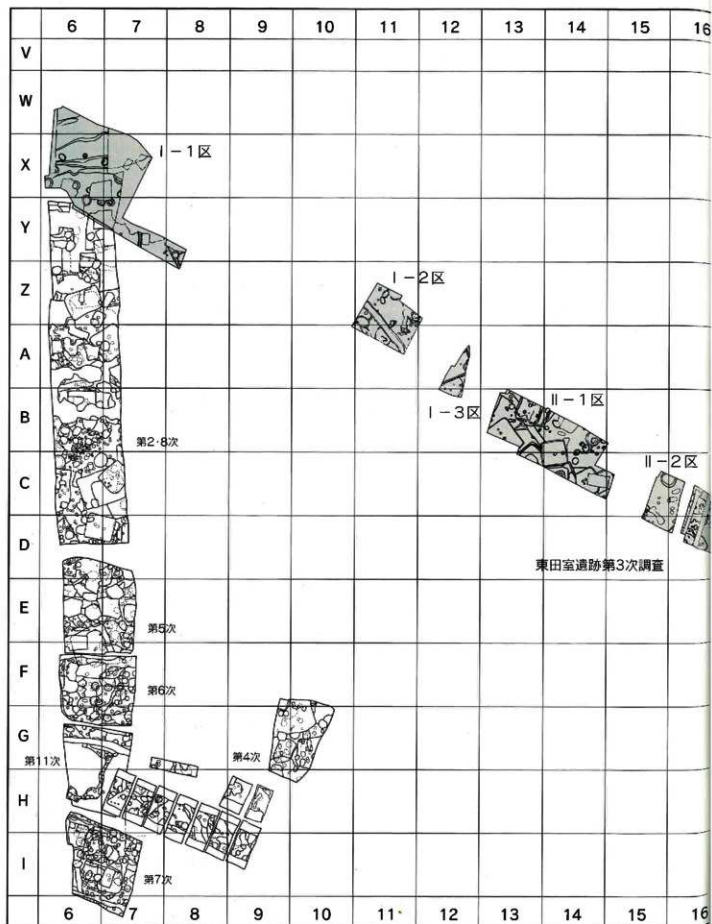 6 7 8 9 10 11 12 13 14 15 16
V
W
X
I-1区
Y
Z
I-2区
A
I-3区
B
II-1区
第2・8次
C
II-2区
D
東田室遺跡第3次調査
E
第5次
F
第6次
G
第11次
第4次
H
I
第7次
6 7 8 9 10 11 12 13 14 15 16